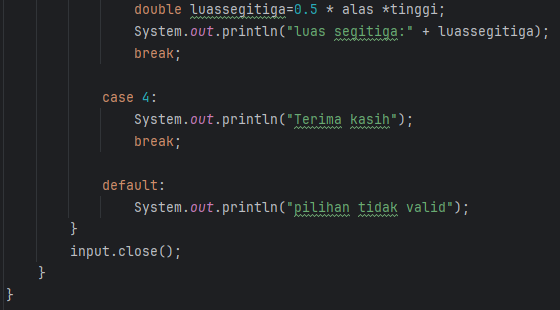 double luassegitiga=0.5 * alas *tinggi;
System.out.println("luas segitiga:" + luassegitiga);
break;
case 4:
System.out.println("Terima kasih");
break;
default:
System.out.println("pilihan tidak valid");
}
input.close();
}
}